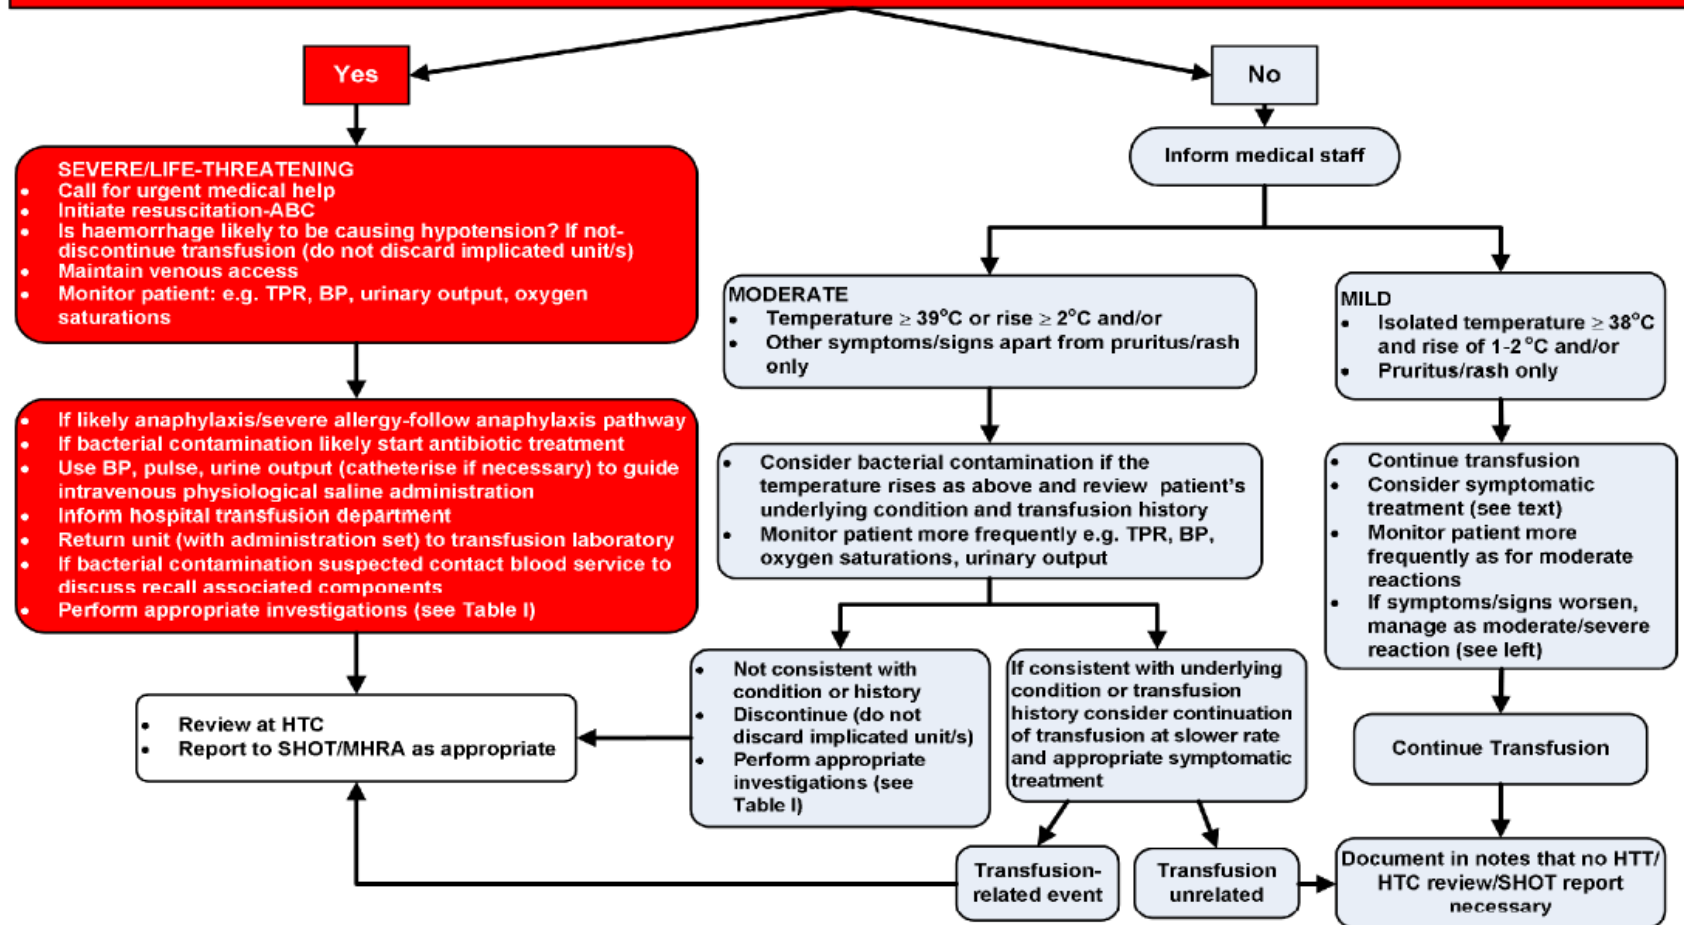 Yes
No
Inform medical staff
SEVERE/LIFE-THREATENING
• Call for urgent medical help
• Initiate resuscitation-ABC
• Is haemorrhage likely to be causing hypotension? If not-
discontinue transfusion (do not discard implicated unit/s)
• Maintain venous access
• Monitor patient: e.g. TPR, BP, urinary output, oxygen
saturations
MODERATE
• Temperature ≥ 39°C or rise ≥ 2°C and/or
• Other symptoms/signs apart from pruritus/rash
only
MILD
• Isolated temperature ≥ 38°C
and rise of 1-2°C and/or
• Pruritus/rash only
• If likely anaphylaxis/severe allergy-follow anaphylaxis pathway
• If bacterial contamination likely start antibiotic treatment
• Use BP, pulse, urine output (catheterise if necessary) to guide
intravenous physiological saline administration
• Inform hospital transfusion department
• Return unit (with administration set) to transfusion laboratory
• If bacterial contamination suspected contact blood service to
discuss recall associated components
• Perform appropriate investigations (see Table I)
• Consider bacterial contamination if the
temperature rises as above and review patient's
underlying condition and transfusion history
• Monitor patient more frequently e.g. TPR, BP,
oxygen saturations, urinary output
• Continue transfusion
• Consider symptomatic
treatment (see text)
• Monitor patient more
frequently as for moderate
reactions
• If symptoms/signs worsen,
manage as moderate/severe
reaction (see left)
• Review at HTC
• Report to SHOT/MHRA as appropriate
• Not consistent with
condition or history
• Discontinue (do not
discard implicated unit/s)
• Perform appropriate
investigations (see
Table I)
If consistent with underlying
condition or transfusion
history consider continuation
of transfusion at slower rate
and appropriate symptomatic
treatment
Continue Transfusion
Transfusion-
related event
Transfusion
unrelated
Document in notes that no HTT/
HTC review/SHOT report
necessary